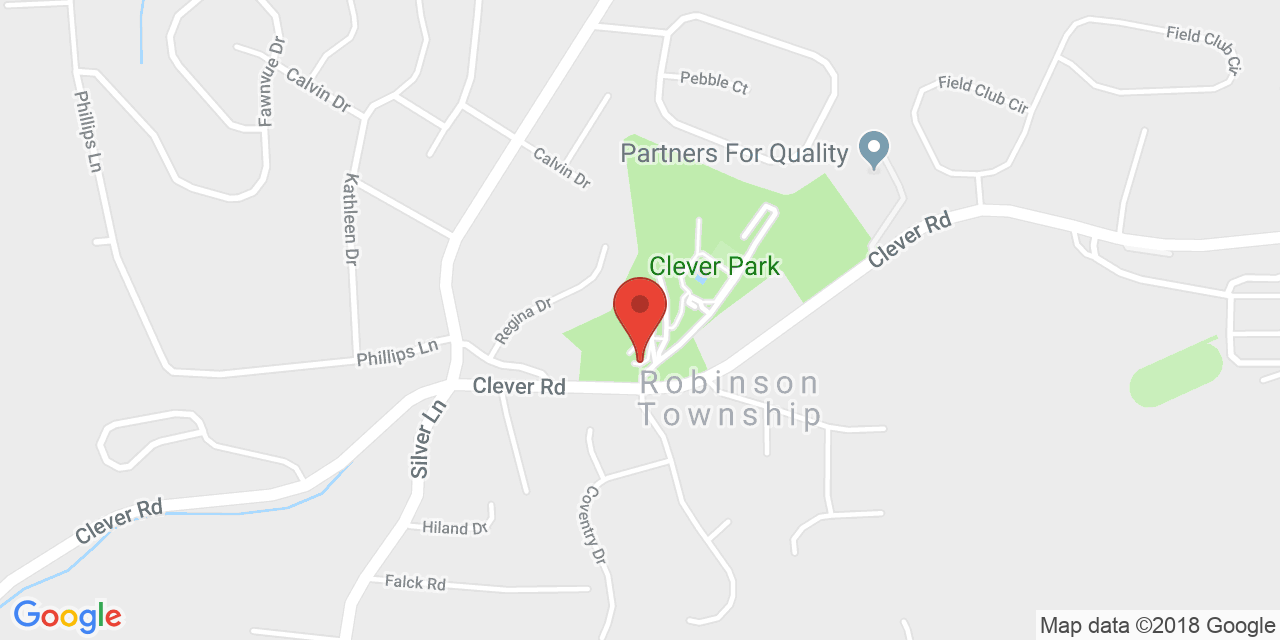 Field Club Cir
Fawnvue Dr
Calvin Dr
Pebble Ct
Field Club Cir
Phillips Ln
Partners For Quality
Calvin Dr
Kathleen Dr
Clever Rd
Clever Park
Regina Dr
Phillips Ln
Clever Rd
Robinson
Township
Silver Ln
Clever Rd
Coventry Dr
Hiland Dr
Falck Rd
Google
Map data ©2018 Google